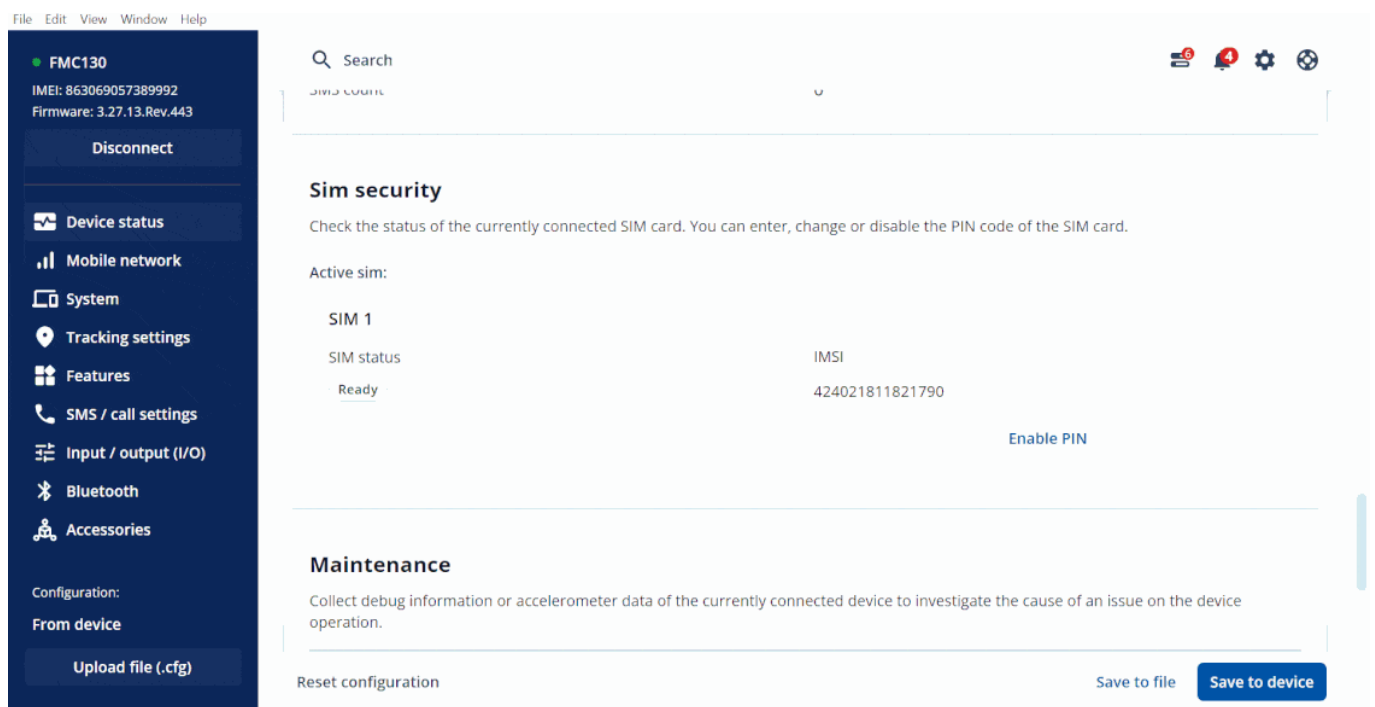 File Edit View Window Help
FMC130
IMEI: 863069057389992
Firmware: 3.27.13.Rev.443
Disconnect
Device status
Mobile network
System
Tracking settings
Features
SMS / call settings
Input / output (I/O)
Bluetooth
Accessories
Configuration:
From device
Upload file (.cfg)
Search
6
4
SMS count 0
Sim security
Check the status of the currently connected SIM card. You can enter, change or disable the PIN code of the SIM card.
Active sim:
SIM 1
SIM status IMSI
Ready 424021811821790
Enable PIN
Maintenance
Collect debug information or accelerometer data of the currently connected device to investigate the cause of an issue on the device
operation.
Reset configuration Save to file Save to device